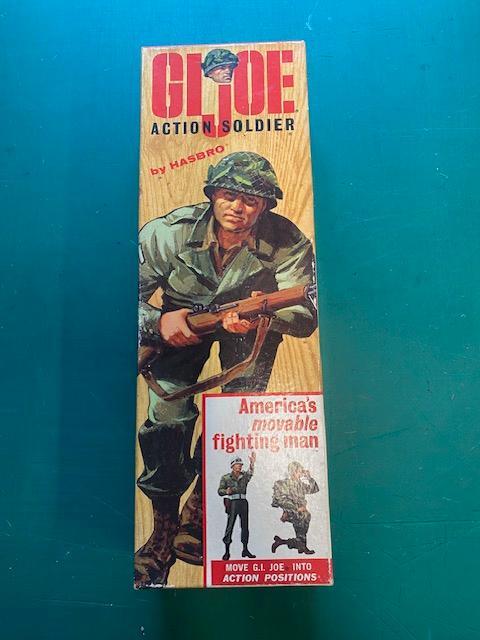 GI JOE
ACTION SOLDIER
by HASBRO
America's
movable
fighting man
MOVE G.I. JOE INTO
ACTION POSITIONS